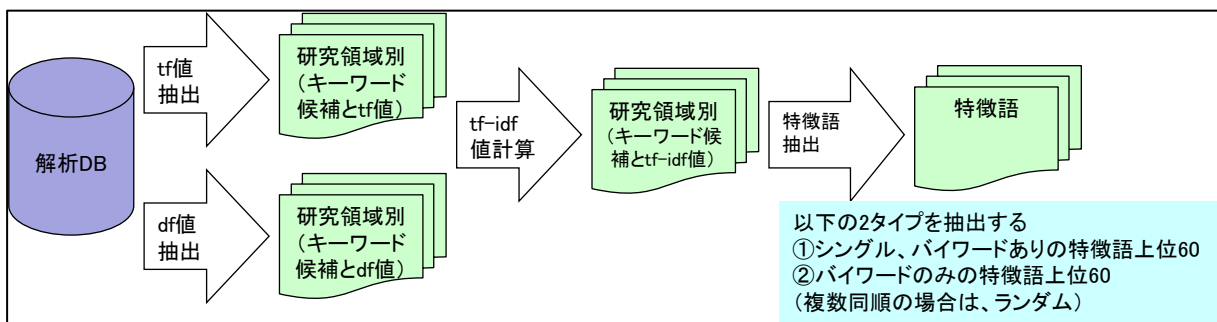 解析DB
tf値
抽出
研究領域別
(キーワード
候補とtf値)
df値
抽出
研究領域別
(キーワード
候補とdf値)
tf-idf
値計算
研究領域別
(キーワード候
補とtf-idf値)
特徴語
抽出
特徴語
以下の2タイプを抽出する
①シングル、バイワードありの特徴語上位60
②バイワードのみの特徴語上位60
(複数同順の場合は、ランダム)